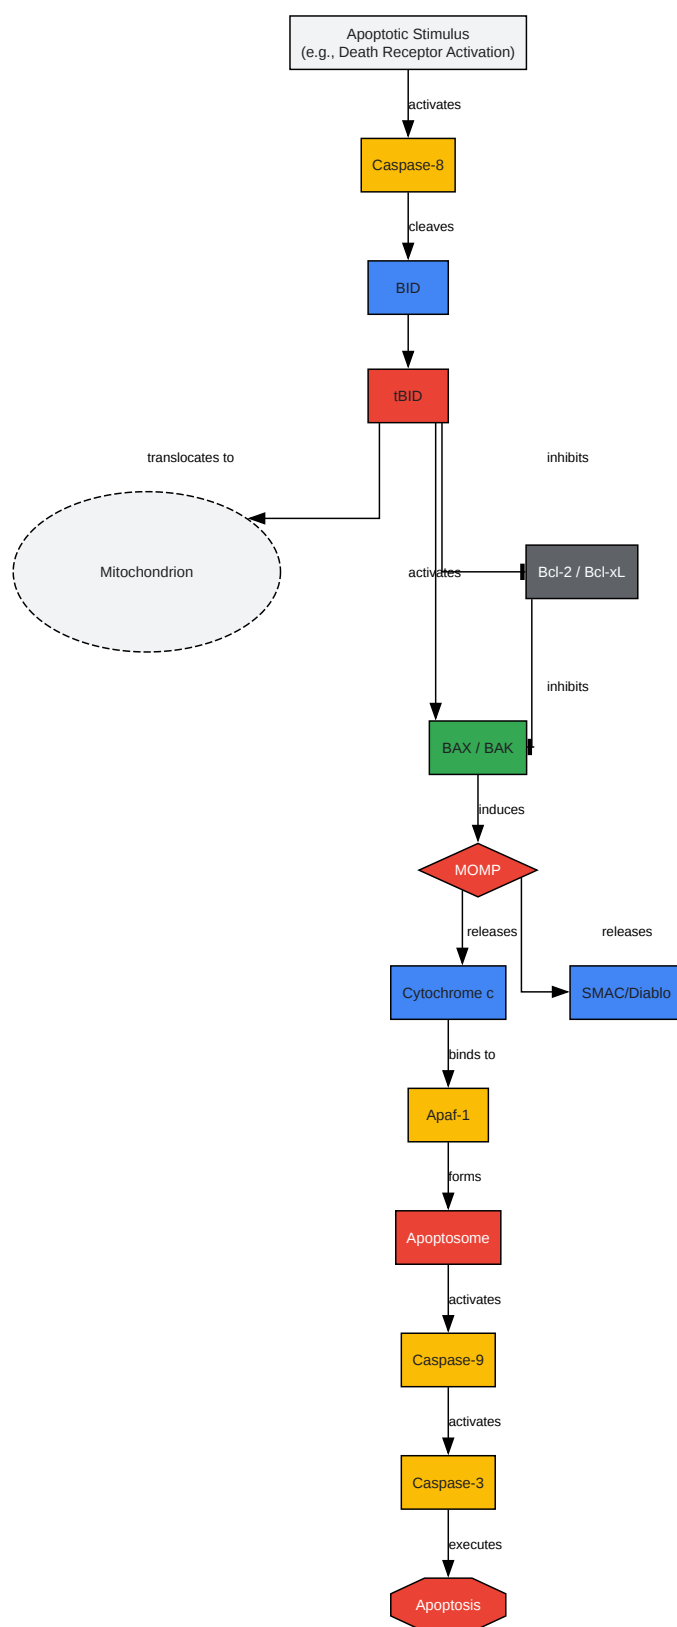 Apoptotic Stimulus
(e.g., Death Receptor Activation)
activates
Caspase-8
cleaves
BID
tBID
translocates to
inhibits
Mitochondrion
activates
Bcl-2 / Bcl-xL
inhibits
BAX / BAK
induces
MOMP
releases
releases
Cytochrome c
SMAC/Diablo
binds to
Apaf-1
forms
Apoptosome
activates
Caspase-9
activates
Caspase-3
executes
Apoptosis